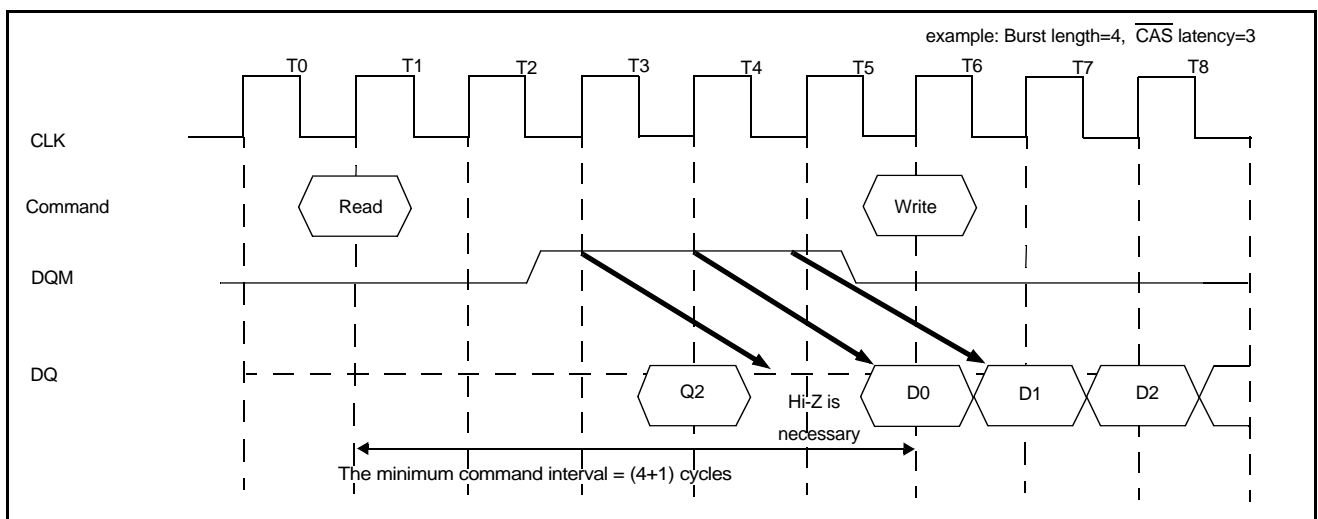 example: Burst length=4, CAS latency=3
T0 T1 T2 T3 T4 T5 T6 T7 T8
CLK
Command Read Write
DQM
DQ Q2 D0 D1 D2
Hi-Z is
necessary
The minimum command interval = (4+1) cycles